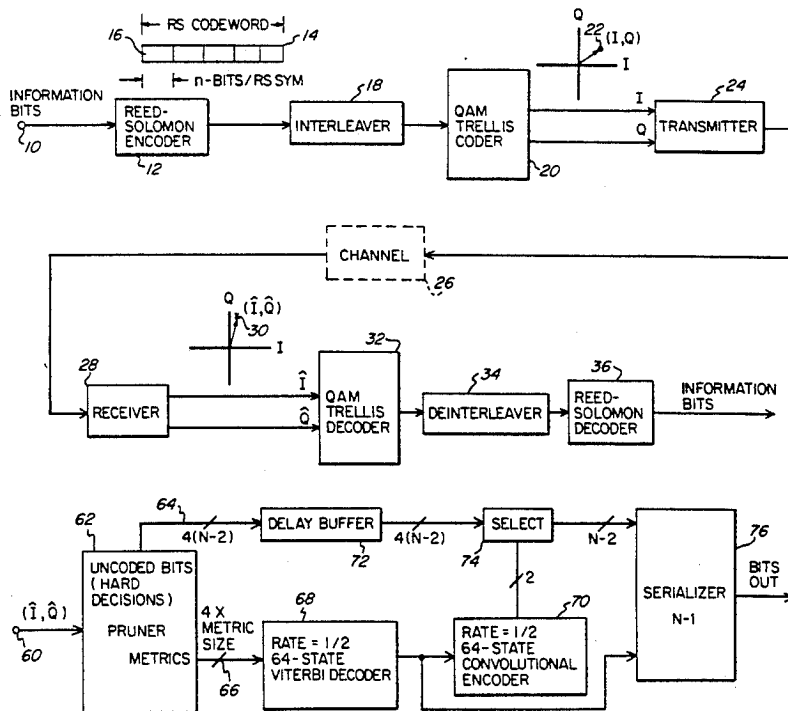 RS CODEWORD
16
14
n-BITS/RS SYM
Q
22
(I,Q)
I
INFORMATION
BITS
10
REED-
SOLOMON
ENCODER
12
18
INTERLEAVER
QAM
TRELLIS
CODER
20
I
Q
24
TRANSMITTER
CHANNEL
26
Q
(Î,Q̂)
30
I
28
RECEIVER
Î
Q̂
32
QAM
TRELLIS
DECODER
34
DEINTERLEAVER
36
REED-
SOLOMON
DECODER
INFORMATION
BITS
62
64
4(N-2)
DELAY BUFFER
72
4(N-2)
SELECT
74
N-2
76
UNCODED BITS
(HARD
DECISIONS)
PRUNER
METRICS
(Î,Q̂)
60
4 X
METRIC
SIZE
66
68
RATE = 1/2
64-STATE
VITERBI DECODER
2
70
RATE = 1/2
64-STATE
CONVOLUTIONAL
ENCODER
SERIALIZER
N-1
BITS
OUT